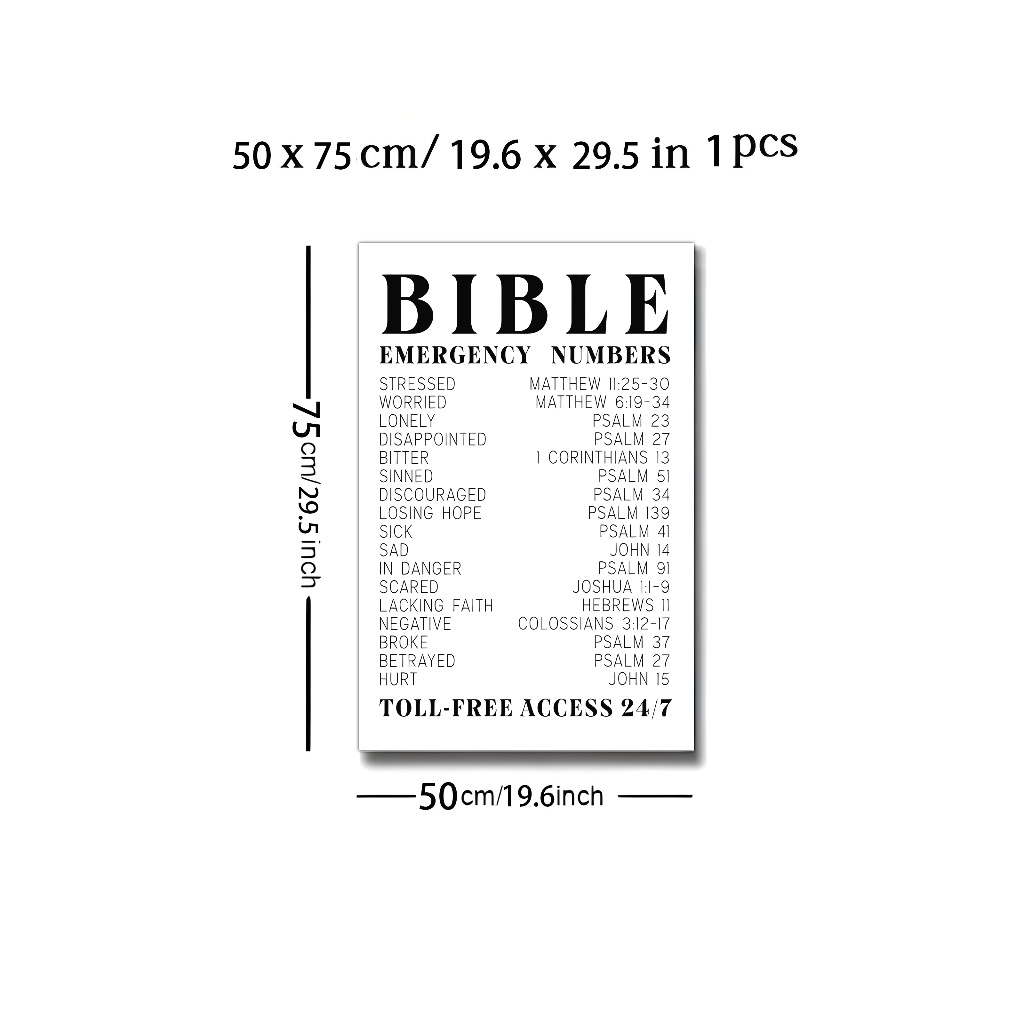 50 x 75 cm/ 19.6 x 29.5 in 1 pcs
BIBLE
EMERGENCY NUMBERS
STRESSED MATTHEW 11:25-30
WORRIED MATTHEW 6:19-34
LONELY PSALM 23
DISAPPOINTED PSALM 27
BITTER 1 CORINTHIANS 13
SINNED PSALM 51
DISCOURAGED PSALM 34
LOSING HOPE PSALM 139
SICK PSALM 41
SAD JOHN 14
IN DANGER PSALM 91
SCARED JOSHUA 1:1-9
LACKING FAITH HEBREWS 11
NEGATIVE COLOSSIANS 3:12-17
BROKE PSALM 37
BETRAYED PSALM 27
HURT JOHN 15
TOLL-FREE ACCESS 24/7
75cm/29.5inch
50cm/19.6inch